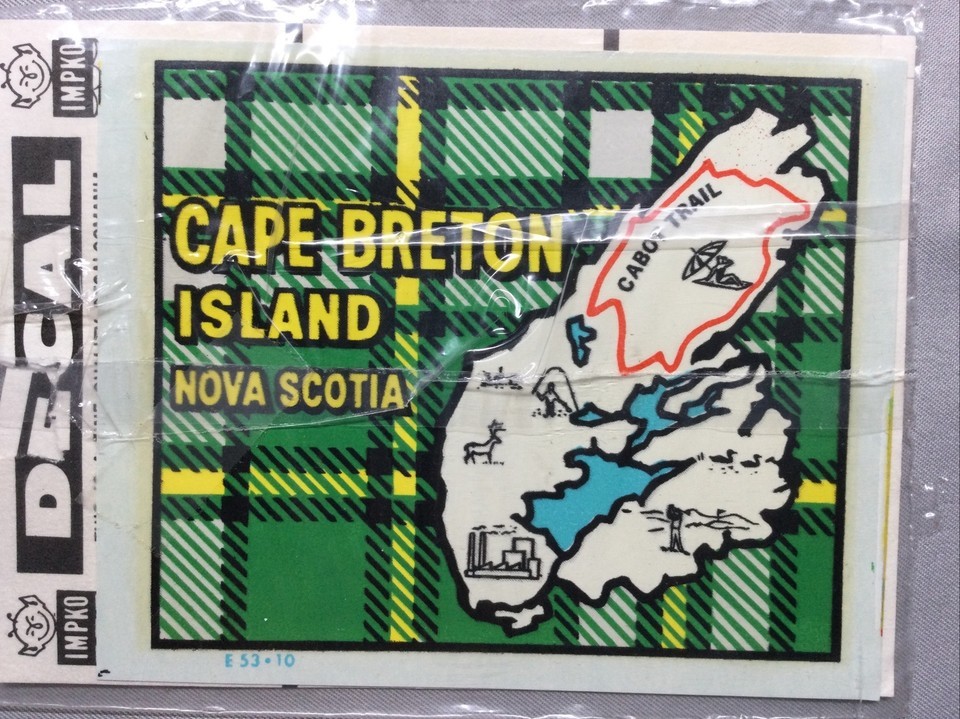 IMPKO
DECAL
IMPKO
CAPE BRETON
ISLAND
NOVA SCOTIA
CABOT TRAIL
E 53•10